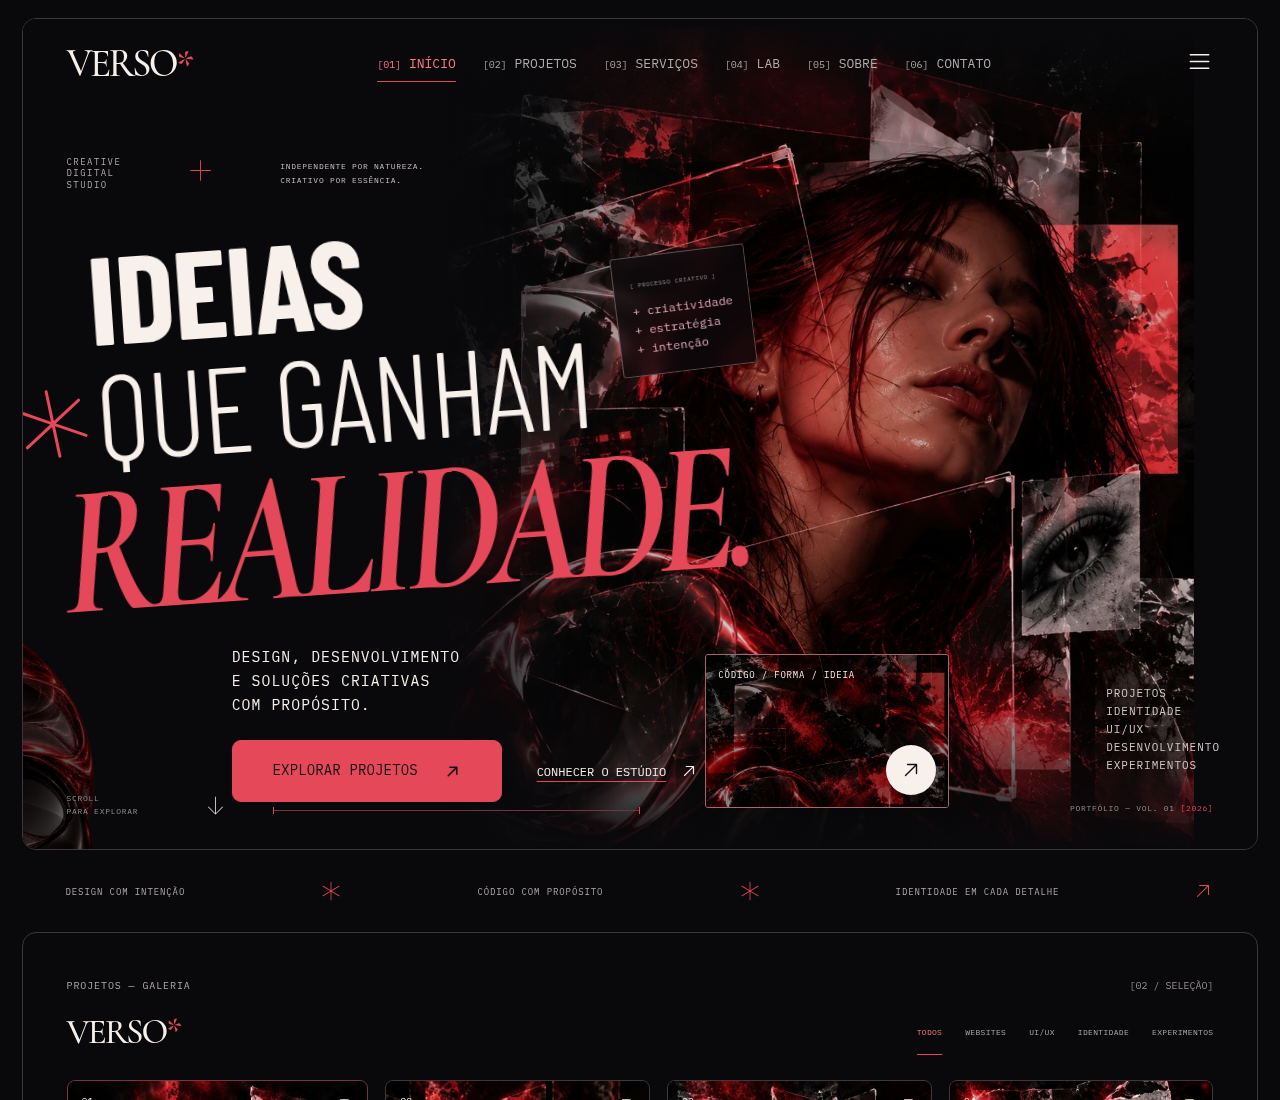 VERSO*
[01] INÍCIO [02] PROJETOS [03] SERVIÇOS [04] LAB [05] SOBRE [06] CONTATO
CREATIVE
DIGITAL
STUDIO
INDEPENDENTE POR NATUREZA.
CRIATIVO POR ESSÊNCIA.
[ PROCESSO CRIATIVO ]
+ criatividade
+ estratégia
+ intenção
IDEIAS
QUE GANHAM
REALIDADE.
DESIGN, DESENVOLVIMENTO
E SOLUÇÕES CRIATIVAS
COM PROPÓSITO.
EXPLORAR PROJETOS
CONHECER O ESTÚDIO
CÓDIGO / FORMA / IDEIA
PROJETOS
IDENTIDADE
UI/UX
DESENVOLVIMENTO
EXPERIMENTOS
SCROLL
PARA EXPLORAR
PORTFÓLIO — VOL. 01 [2026]
DESIGN COM INTENÇÃO
CÓDIGO COM PROPÓSITO
IDENTIDADE EM CADA DETALHE
PROJETOS — GALERIA
[02 / SELEÇÃO]
VERSO*
TODOS WEBSITES UI/UX IDENTIDADE EXPERIMENTOS